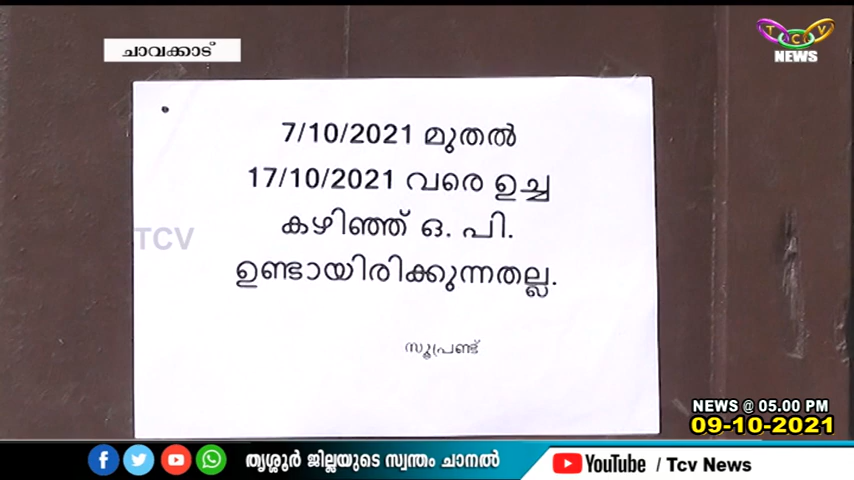 ചാവക്കാട്
TCV
NEWS
7/10/2021 മുതൽ
17/10/2021 വരെ ഉച്ച
കഴിഞ്ഞ് ഒ. പി.
ഉണ്ടായിരിക്കുന്നതല്ല.
സൂപ്രണ്ട്
TCV
NEWS @ 05.00 PM
09-10-2021
തൃശ്ശൂർ ജില്ലയുടെ സ്വന്തം ചാനൽ
YouTube / Tcv News